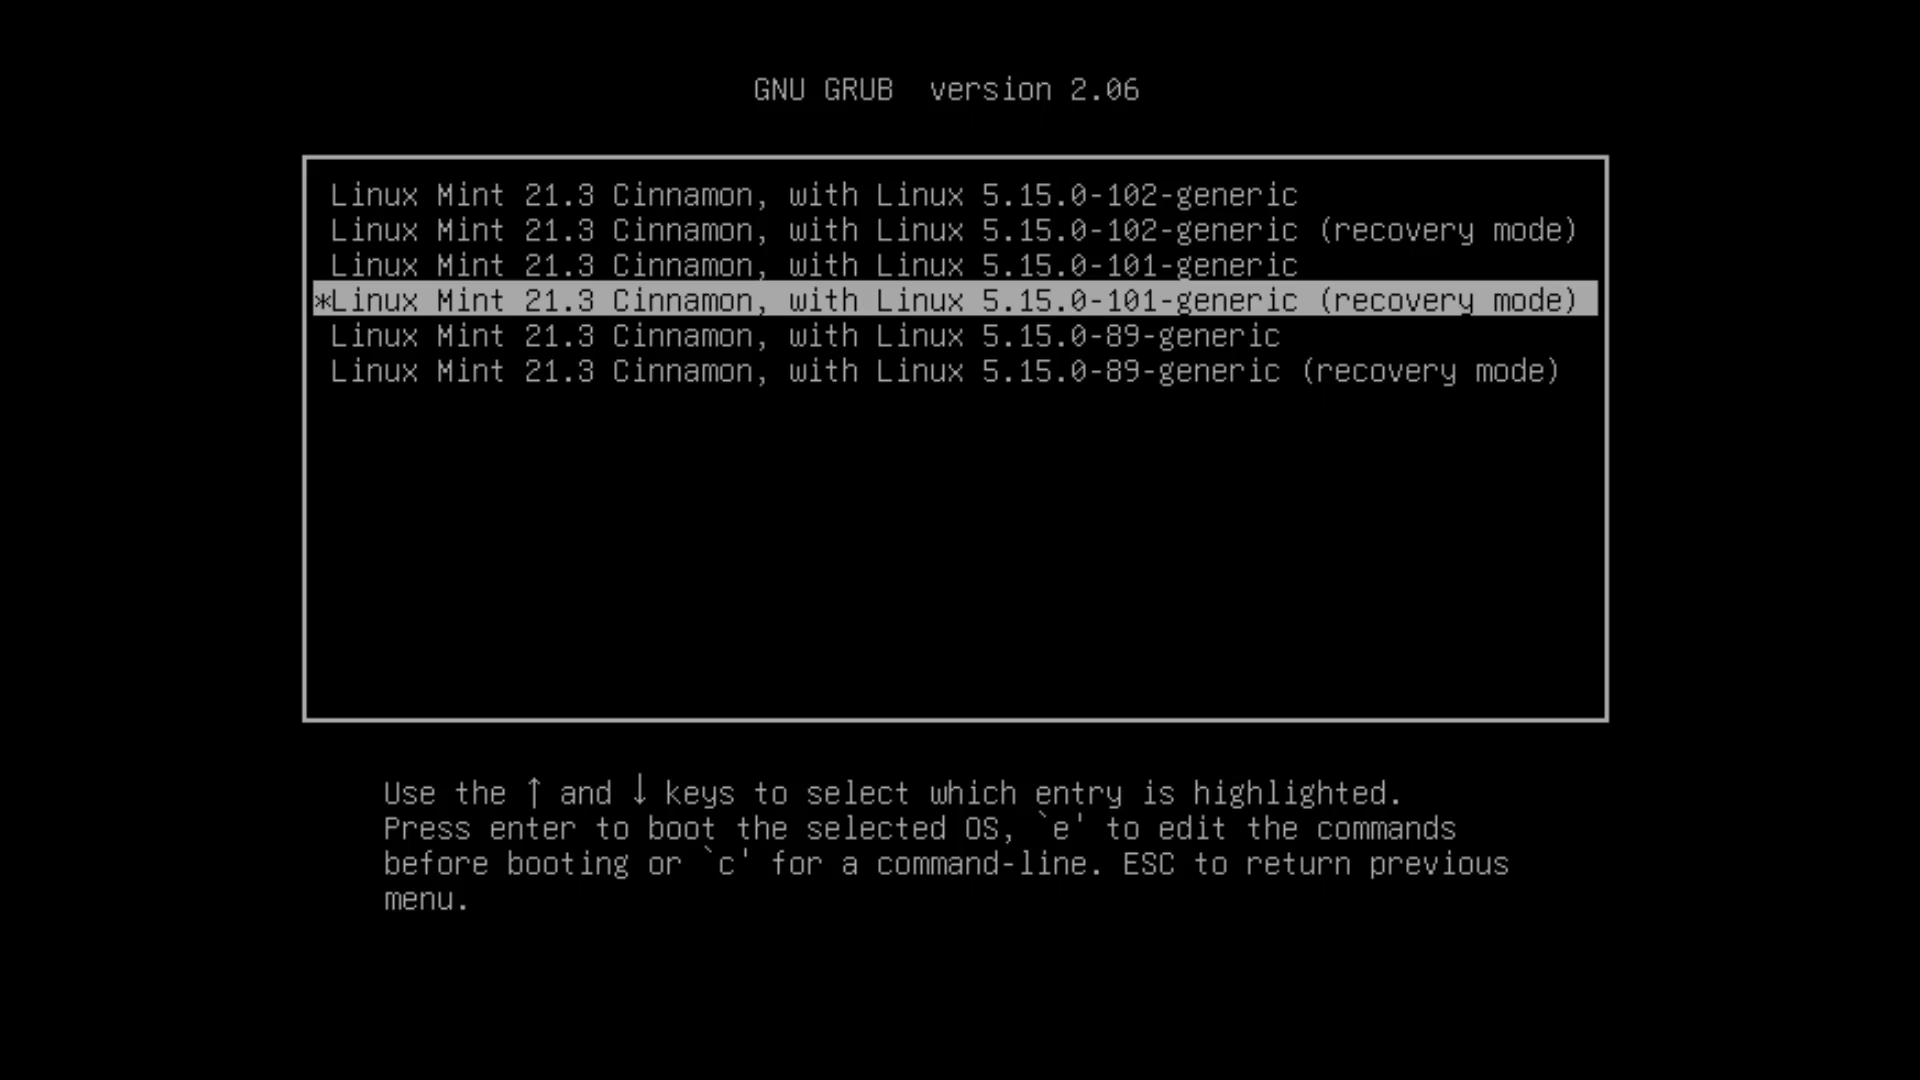 GNU GRUB  version 2.06
Linux Mint 21.3 Cinnamon, with Linux 5.15.0-102-generic
Linux Mint 21.3 Cinnamon, with Linux 5.15.0-102-generic (recovery mode)
Linux Mint 21.3 Cinnamon, with Linux 5.15.0-101-generic
*Linux Mint 21.3 Cinnamon, with Linux 5.15.0-101-generic (recovery mode)
Linux Mint 21.3 Cinnamon, with Linux 5.15.0-89-generic
Linux Mint 21.3 Cinnamon, with Linux 5.15.0-89-generic (recovery mode)
Use the ↑ and ↓ keys to select which entry is highlighted.
Press enter to boot the selected OS, `e' to edit the commands
before booting or `c' for a command-line. ESC to return previous
menu.